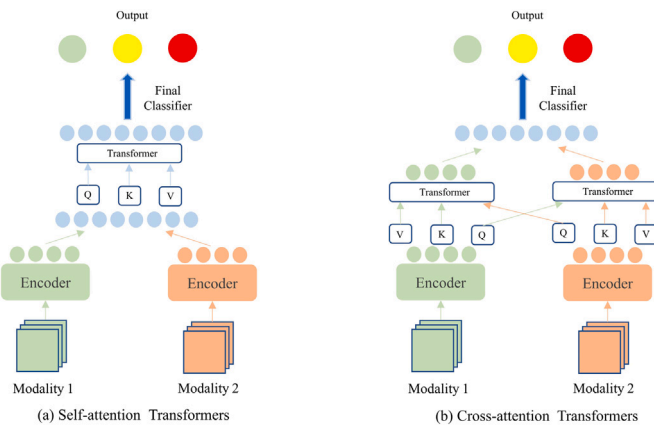 Output
Final
Classifier
Transformer
Q
K
V
Encoder
Encoder
Modality 1
Modality 2
(a) Self-attention Transformers
Output
Final
Classifier
Transformer
Transformer
V
K
Q
Q
K
V
Encoder
Encoder
Modality 1
Modality 2
(b) Cross-attention Transformers